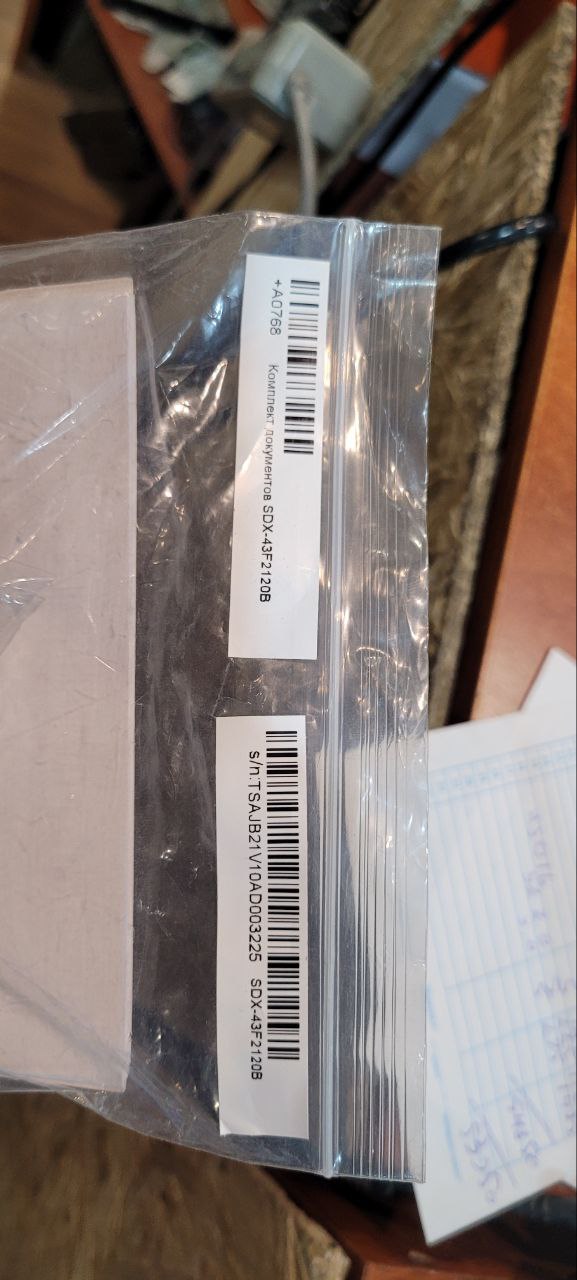 +A0768 Комплект документов SDX-43F2120B
s/n:TSAJB21V10AD003225 SDX-43F2120B